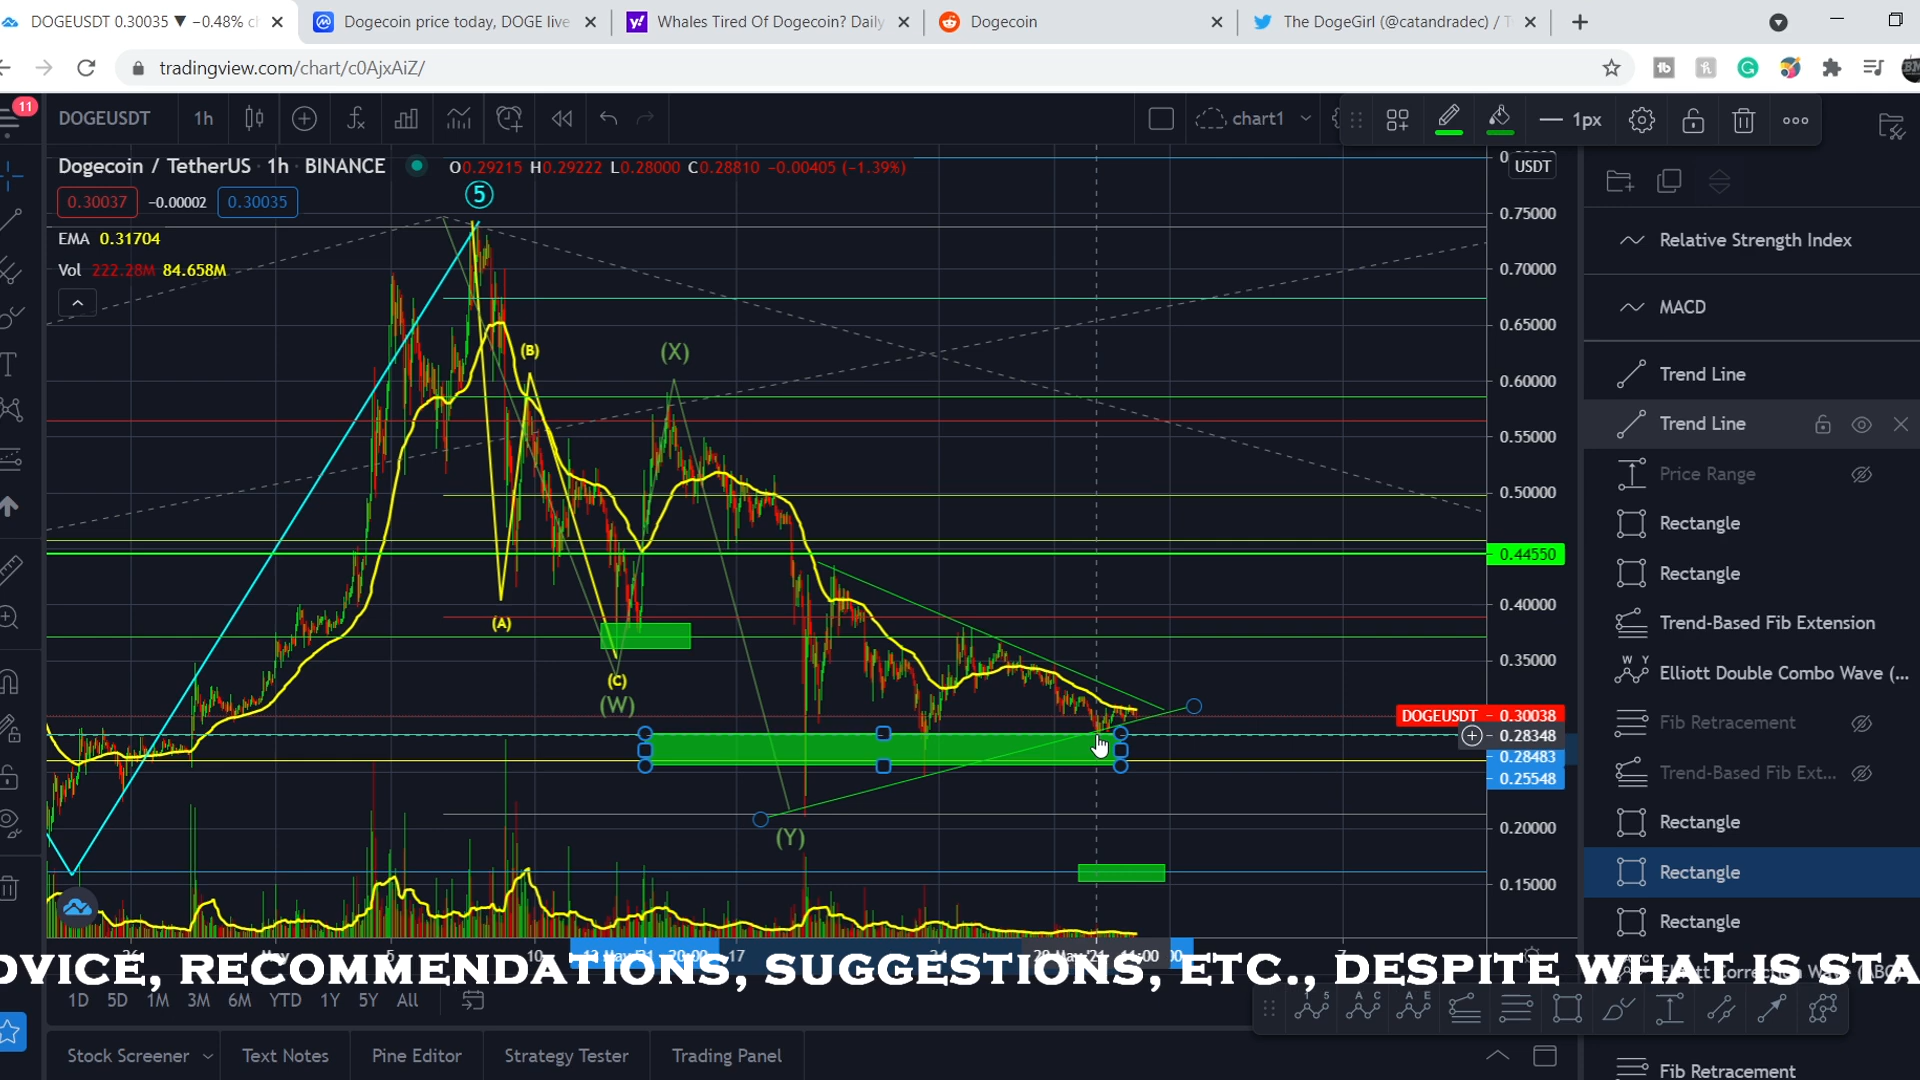 DOGEUSDT 0.30035 ▼ −0.48%
Dogecoin price today, DOGE live
Whales Tired Of Dogecoin? Daily
Dogecoin
The DogeGirl (@catandradec) / T
tradingview.com/chart/c0AjxAiZ/
11
DOGEUSDT
1h
chart1
1px
Dogecoin / TetherUS · 1h · BINANCE
O0.29215 H0.29222 L0.28000 C0.28810 −0.00405 (−1.39%)
USDT
0.30037
−0.00002
0.30035
EMA 0.31704
Vol 222.28M 84.658M
5
(B)
(X)
(A)
(C)
(W)
(Y)
0.75000
0.70000
0.65000
0.60000
0.55000
0.50000
0.44550
0.40000
0.35000
DOGEUSDT 0.30038
0.28348
0.28483
0.25548
0.20000
0.15000
Relative Strength Index
MACD
Trend Line
Trend Line
Price Range
Rectangle
Rectangle
Trend-Based Fib Extension
Elliott Double Combo Wave (...
Fib Retracement
Trend-Based Fib Ext...
Rectangle
Rectangle
Rectangle
Fib Retracement
10
17
DVICE, RECOMMENDATIONS, SUGGESTIONS, ETC., DESPITE WHAT IS STA
1D 5D 1M 3M 6M YTD 1Y 5Y All
Stock Screener
Text Notes
Pine Editor
Strategy Tester
Trading Panel